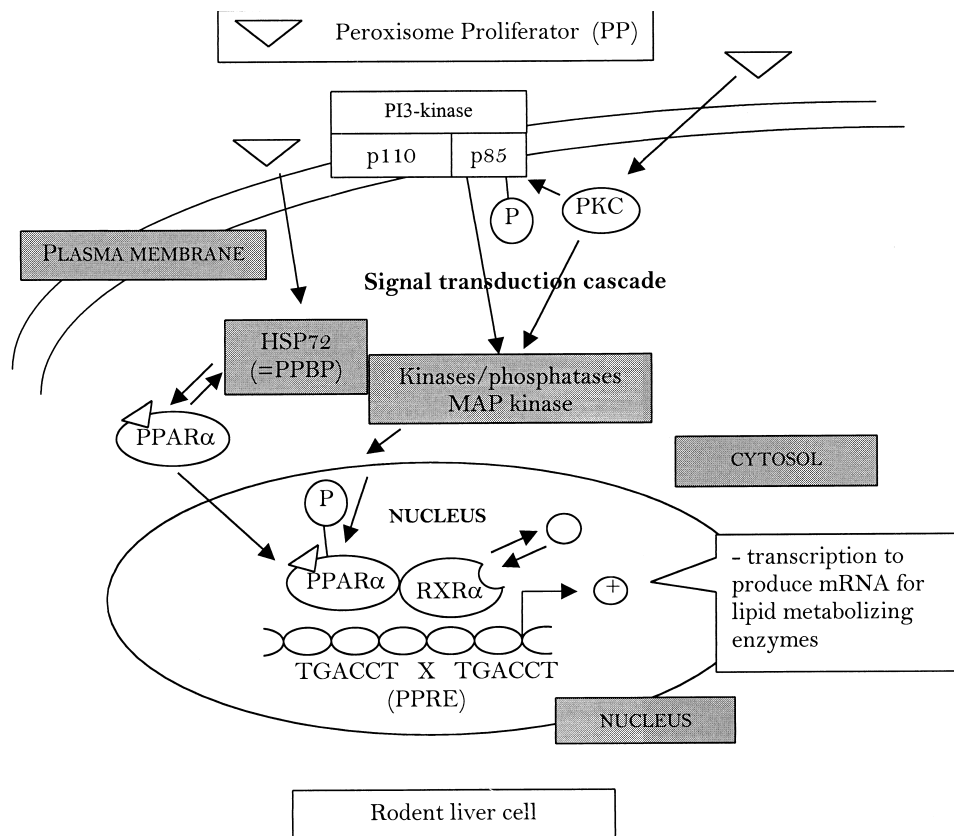 Peroxisome Proliferator (PP)
PI3-kinase
p110 p85
P
PKC
PLASMA MEMBRANE
Signal transduction cascade
HSP72
(=PPBP)
Kinases/phosphatases
MAP kinase
PPARα
CYTOSOL
P
NUCLEUS
PPARα
RXRα
+
- transcription to
produce mRNA for
lipid metabolizing
enzymes
TGACCT X TGACCT
(PPRE)
NUCLEUS
Rodent liver cell